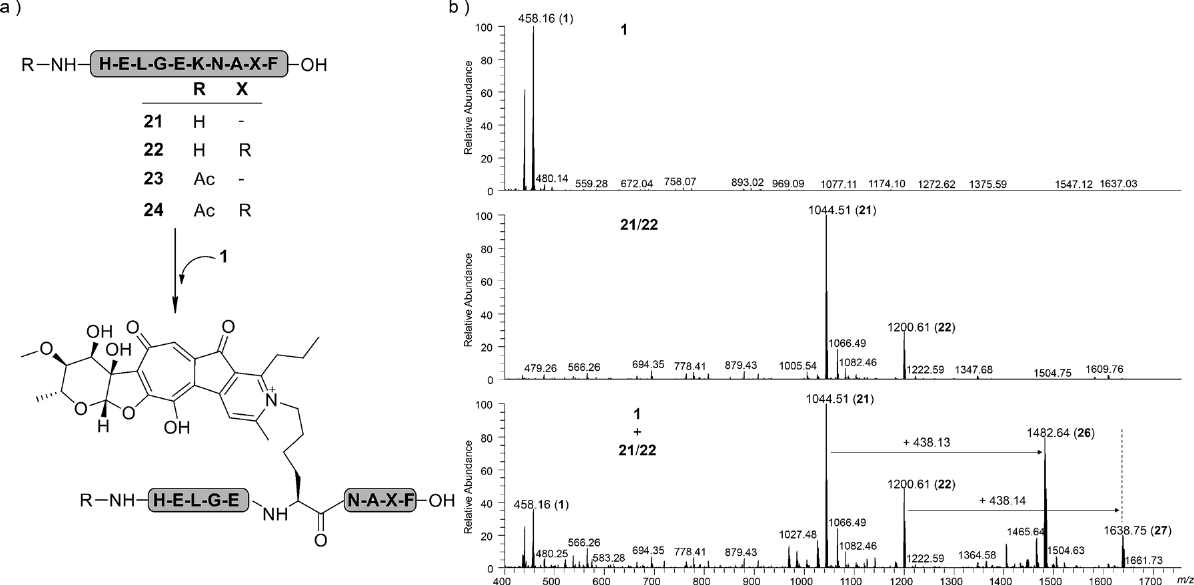 a )
R–NH–H-E-L-G-E-K-N-A-X-F–OH
R X
21 H -
22 H R
23 Ac -
24 Ac R
1
OH
O
O
O
OH
O
O
H
OH
N
+
R–NH–H-E-L-G-E
NH
O
N-A-X-F–OH
b )
458.16 (1)
1
100
80
60
40
20
0
Relative Abundance
480.14
559.28
672.04
758.07
893.02
969.09
1077.11
1174.10
1272.62
1375.59
1547.12
1637.03
1044.51 (21)
21/22
100
80
60
40
20
0
Relative Abundance
1200.61 (22)
1066.49
1082.46
479.26
566.26
694.35
778.41
879.43
1005.54
1222.59
1347.68
1504.75
1609.76
1044.51 (21)
1
+
21/22
100
80
60
40
20
0
Relative Abundance
1482.64 (26)
+ 438.13
1200.61 (22)
+ 438.14
458.16 (1)
1638.75 (27)
1027.48
1066.49
1082.46
1465.64
480.25
566.26
583.28
694.35
778.41
879.43
1222.59
1364.58
1504.63
1661.73
400 500 600 700 800 900 1000 1100 1200 1300 1400 1500 1600 1700 m/z